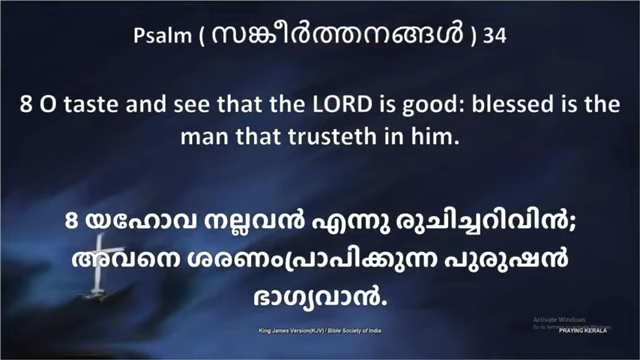 Psalm ( സങ്കീർത്തനങ്ങൾ ) 34
8 O taste and see that the LORD is good: blessed is the
man that trusteth in him.
8 യഹോവ നല്ലവൻ എന്നു രുചിച്ചറിവിൻ;
അവനെ ശരണംപ്രാപിക്കുന്ന പുരുഷൻ
ഭാഗ്യവാൻ.
King James Version(KJV) / Bible Society of India
Activate Windows
Go to
PRAYING KERALA